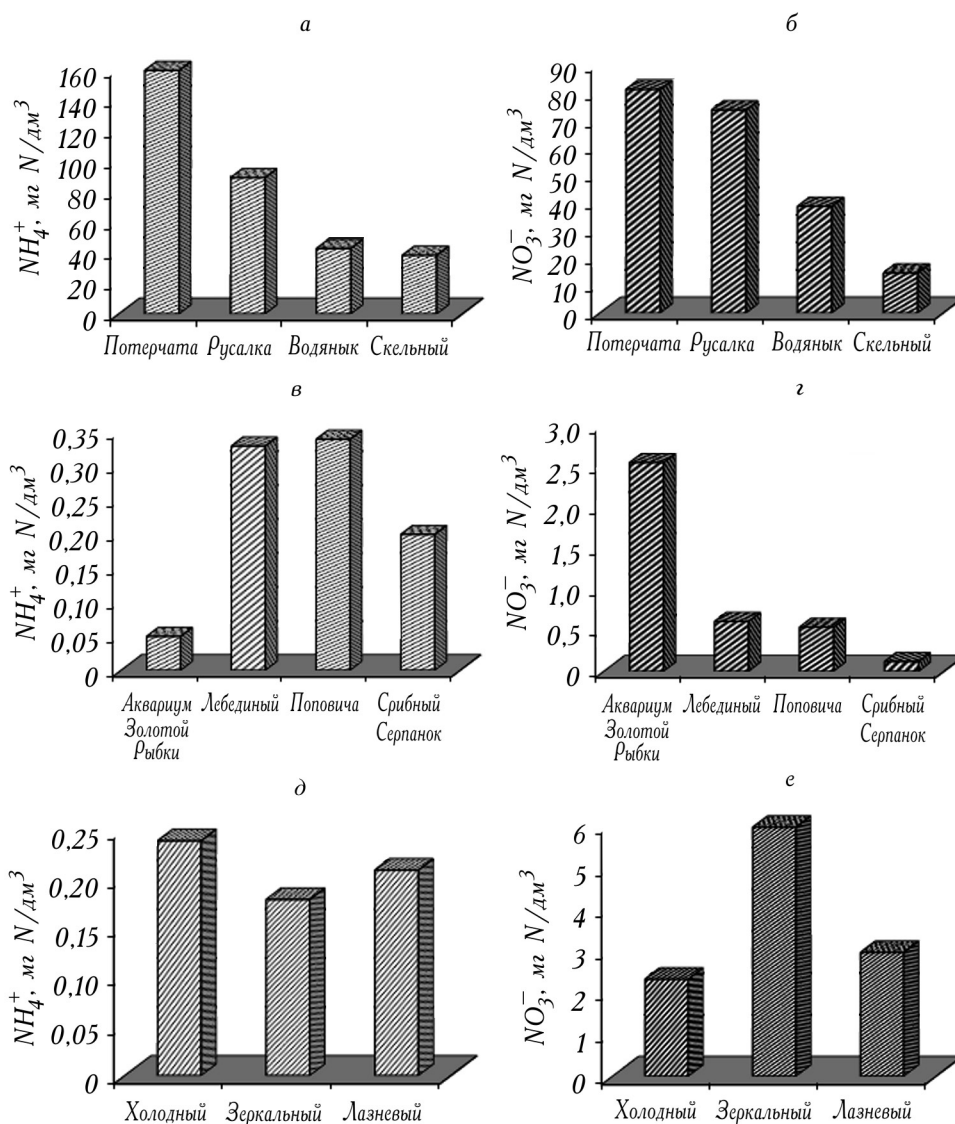 а
NH₄⁺, мг N/дм³
160
140
120
100
80
60
40
20
0
Потерчата Русалка Водянык Скельный
б
NO₃⁻, мг N/дм³
90
80
70
60
50
40
30
20
10
0
Потерчата Русалка Водянык Скельный
в
NH₄⁺, мг N/дм³
0,35
0,30
0,25
0,20
0,15
0,10
0,05
0
Аквариум Лебединый Поповича Срибный
Золотой Серпанок
Рыбки
г
NO₃⁻, мг N/дм³
3,0
2,5
2,0
1,5
1,0
0,5
0
Аквариум Лебединый Поповича Срибный
Золотой Серпанок
Рыбки
д
NH₄⁺, мг N/дм³
0,25
0,20
0,15
0,10
0,05
0
Холодный Зеркальный Лазневый
е
NO₃⁻, мг N/дм³
6
5
4
3
2
1
0
Холодный Зеркальный Лазневый